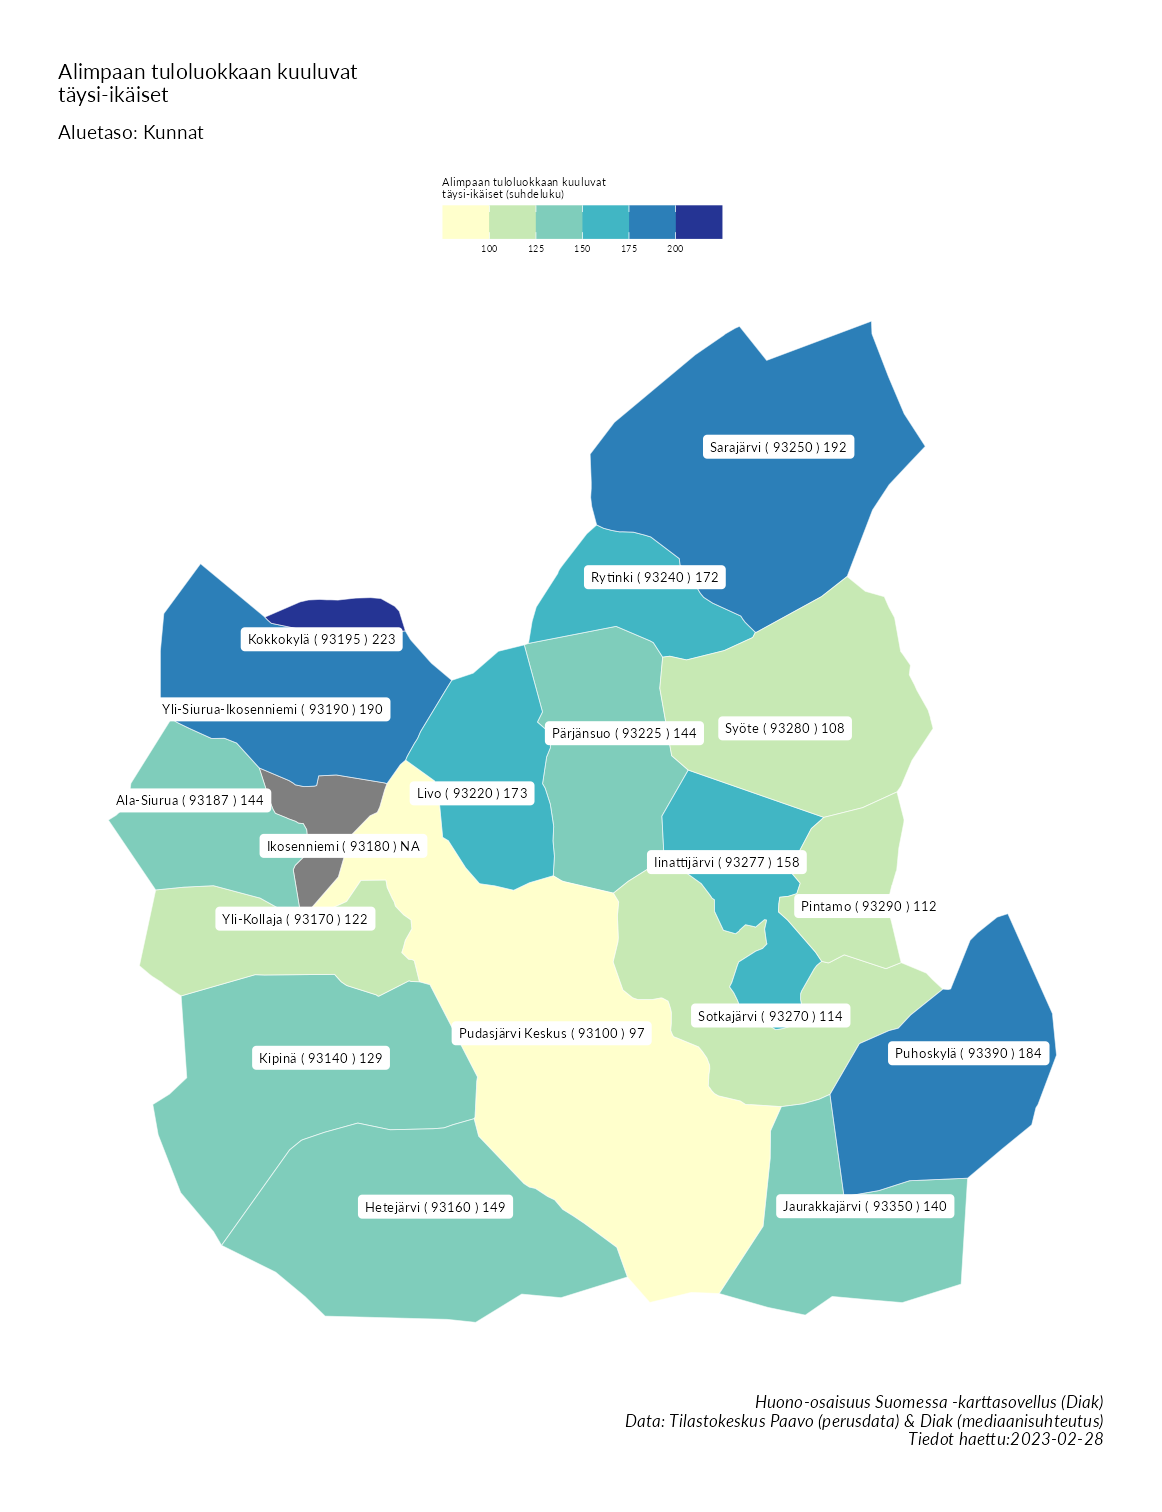 Alimpaan tuloluokkaan kuuluvat
täysi-ikäiset
Aluetaso: Kunnat
Alimpaan tuloluokkaan kuuluvat
täysi-ikäiset (suhdeluku)
100 125 150 175 200
Sarajärvi ( 93250 ) 192
Rytinki ( 93240 ) 172
Kokkokylä ( 93195 ) 223
Yli-Siurua-Ikosenniemi ( 93190 ) 190
Syöte ( 93280 ) 108
Pärjänsuo ( 93225 ) 144
Livo ( 93220 ) 173
Ala-Siurua ( 93187 ) 144
Ikosenniemi ( 93180 ) NA
Iinattijärvi ( 93277 ) 158
Pintamo ( 93290 ) 112
Yli-Kollaja ( 93170 ) 122
Sotkajärvi ( 93270 ) 114
Pudasjärvi Keskus ( 93100 ) 97
Puhoskylä ( 93390 ) 184
Kipinä ( 93140 ) 129
Hetejärvi ( 93160 ) 149
Jaurakkajärvi ( 93350 ) 140
Huono-osaisuus Suomessa -karttasovellus (Diak)
Data: Tilastokeskus Paavo (perusdata) & Diak (mediaanisuhteutus)
Tiedot haettu:2023-02-28